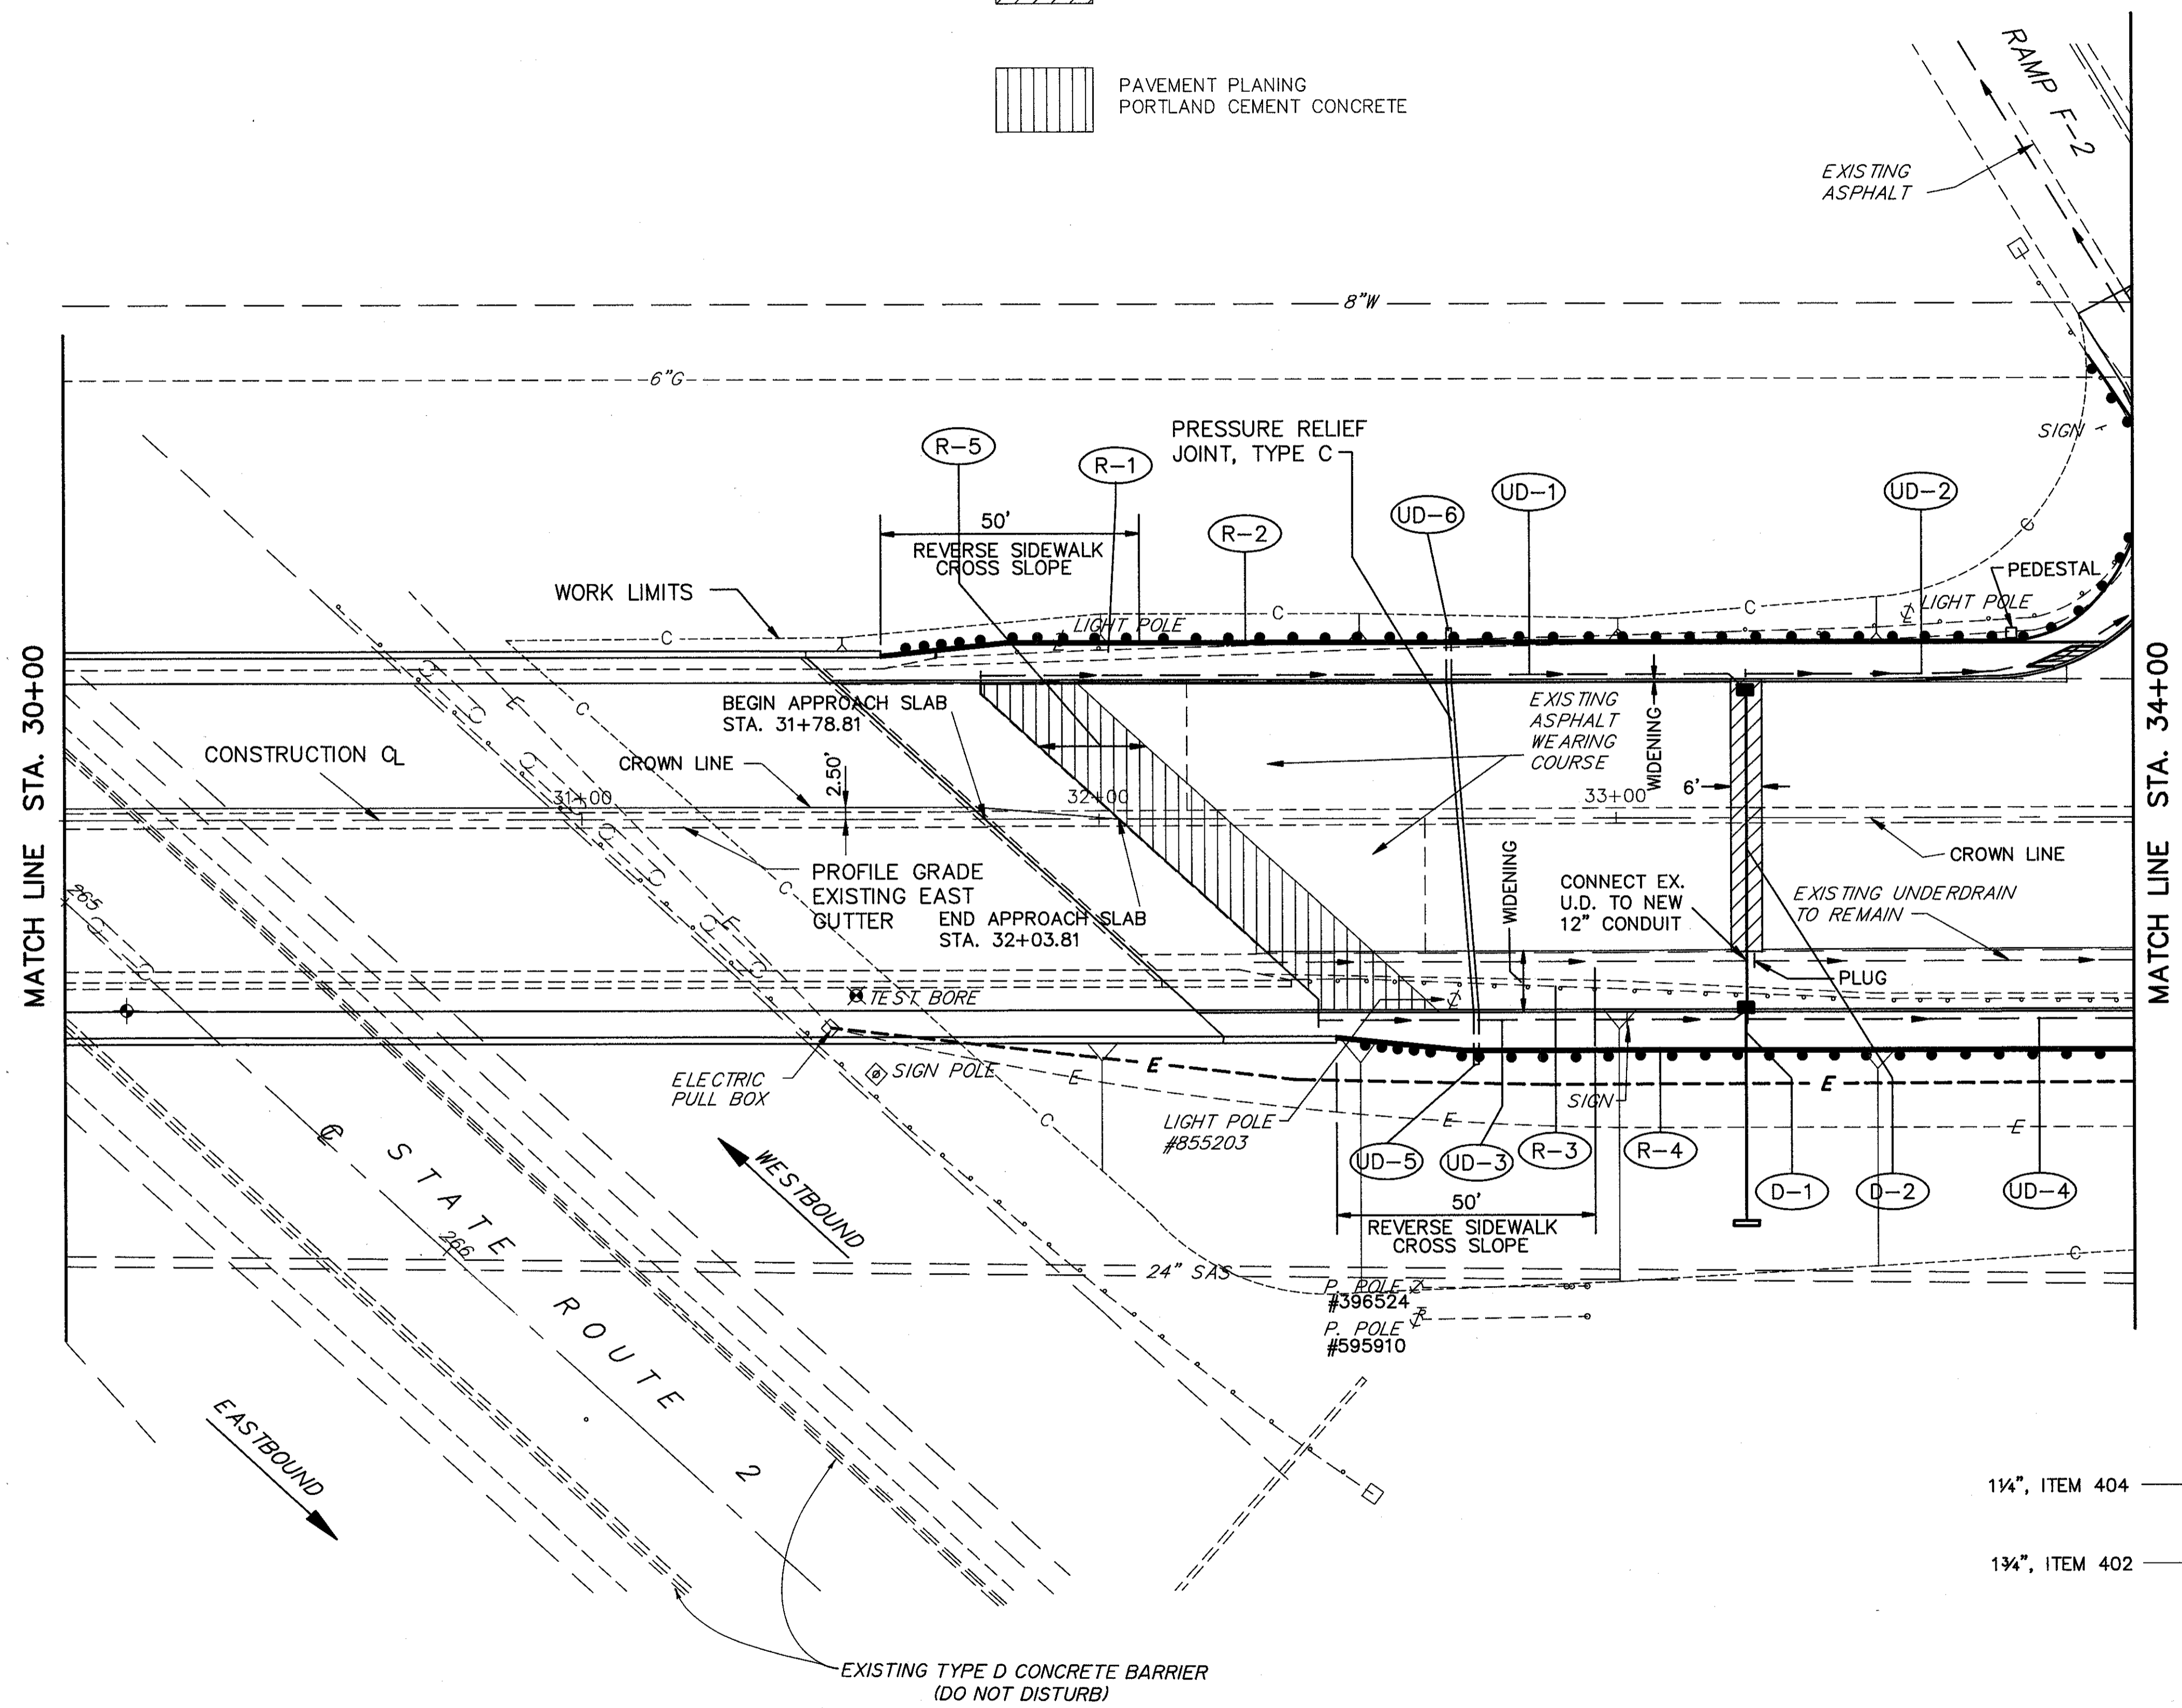 PAVEMENT PLANING
PORTLAND CEMENT CONCRETE
RAMP F-2
EXISTING
ASPHALT
8"W
6"G
SIGN
R-5
R-1
PRESSURE RELIEF
JOINT, TYPE C
UD-6
UD-1
UD-2
R-2
50'
REVERSE SIDEWALK
CROSS SLOPE
WORK LIMITS
C
C
C
C
PEDESTAL
LIGHT POLE
LIGHT POLE
MATCH LINE STA. 30+00
MATCH LINE STA. 34+00
E
C
BEGIN APPROACH SLAB
STA. 31+78.81
EXISTING
ASPHALT
WEARING
COURSE
WIDENING
CONSTRUCTION CL
CROWN LINE
2.50'
31+00
32+00
33+00
6'
CROWN LINE
PROFILE GRADE
EXISTING EAST
GUTTER
C
END APPROACH SLAB
STA. 32+03.81
WIDENING
CONNECT EX.
U.D. TO NEW
12" CONDUIT
EXISTING UNDERDRAIN
TO REMAIN
265
E
PLUG
TEST BORE
ELECTRIC
PULL BOX
SIGN POLE
E
E
E
E
E
E
C
LIGHT POLE
#855203
SIGN
UD-5
UD-3
R-3
R-4
D-1
D-2
UD-4
50'
REVERSE SIDEWALK
CROSS SLOPE
WESTBOUND
CL STATE ROUTE 2
266
24" SAS
C
P. POLE
#396524
P. POLE
#595910
EASTBOUND
1¼", ITEM 404
1¾", ITEM 402
EXISTING TYPE D CONCRETE BARRIER
(DO NOT DISTURB)